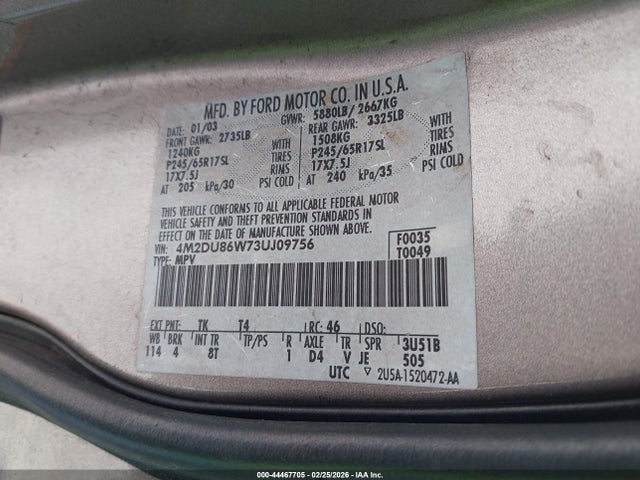 MFD. BY FORD MOTOR CO. IN U.S.A.
DATE: 01/03 GVWR: 5880LB/ 2667KG
FRONT GAWR: 2735LB REAR GAWR: 3325LB
1240KG WITH 1508KG WITH
P245/65R17SL TIRES P245/65R17SL TIRES
17X7.5J RIMS 17X7.5J RIMS
AT 205 kPa/30 PSI COLD AT 240 kPa/35 PSI COLD
THIS VEHICLE CONFORMS TO ALL APPLICABLE FEDERAL MOTOR
VEHICLE SAFETY AND THEFT PREVENTION STANDARDS IN
EFFECT ON THE DATE OF MANUFACTURE SHOWN ABOVE.
VIN: 4M2DU86W73UJ09756 F0035
TYPE: MPV T0049
EXT PNT: TK T4 RC: 46 DSO:
WB BRK INT TR TP/PS R AXLE TR SPR 3U51B
114 4 8T 1 D4 V JE 505
UTC ▽ 2U5A-1520472-AA
000-44467705 - 02/25/2026 - IAA Inc.